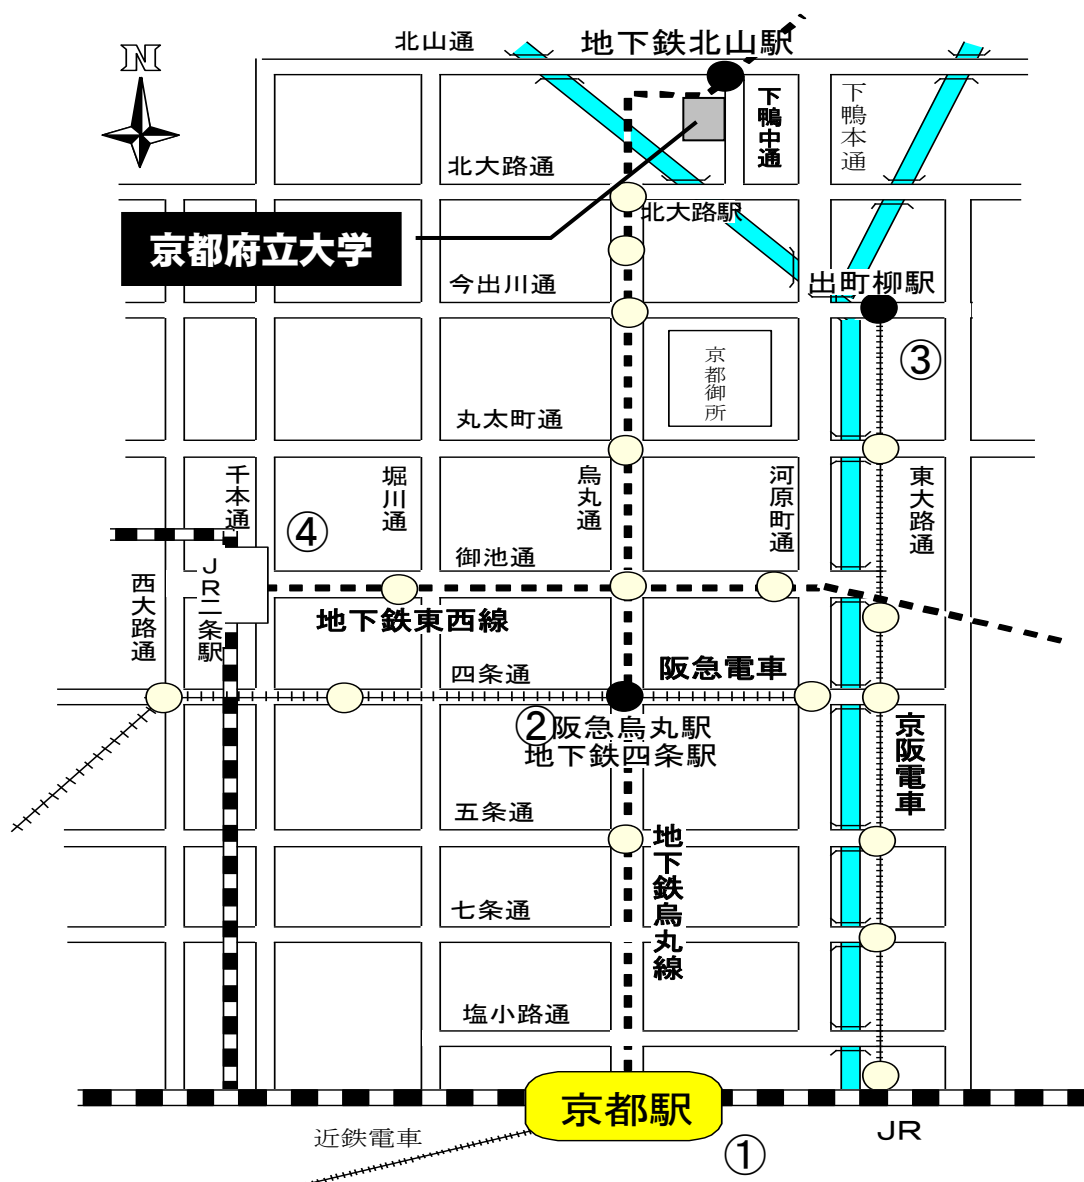 北山通
地下鉄北山駅
N
下鴨中通
下鴨本通
北大路通
北大路駅
京都府立大学
今出川通
出町柳駅
③
京都御所
丸太町通
千本通
堀川通
烏丸通
河原町通
東大路通
④
御池通
JR二条駅
西大路通
地下鉄東西線
四条通
阪急電車
②
阪急烏丸駅
地下鉄四条駅
京阪電車
五条通
地下鉄烏丸線
七条通
塩小路通
京都駅
近鉄電車
JR
①